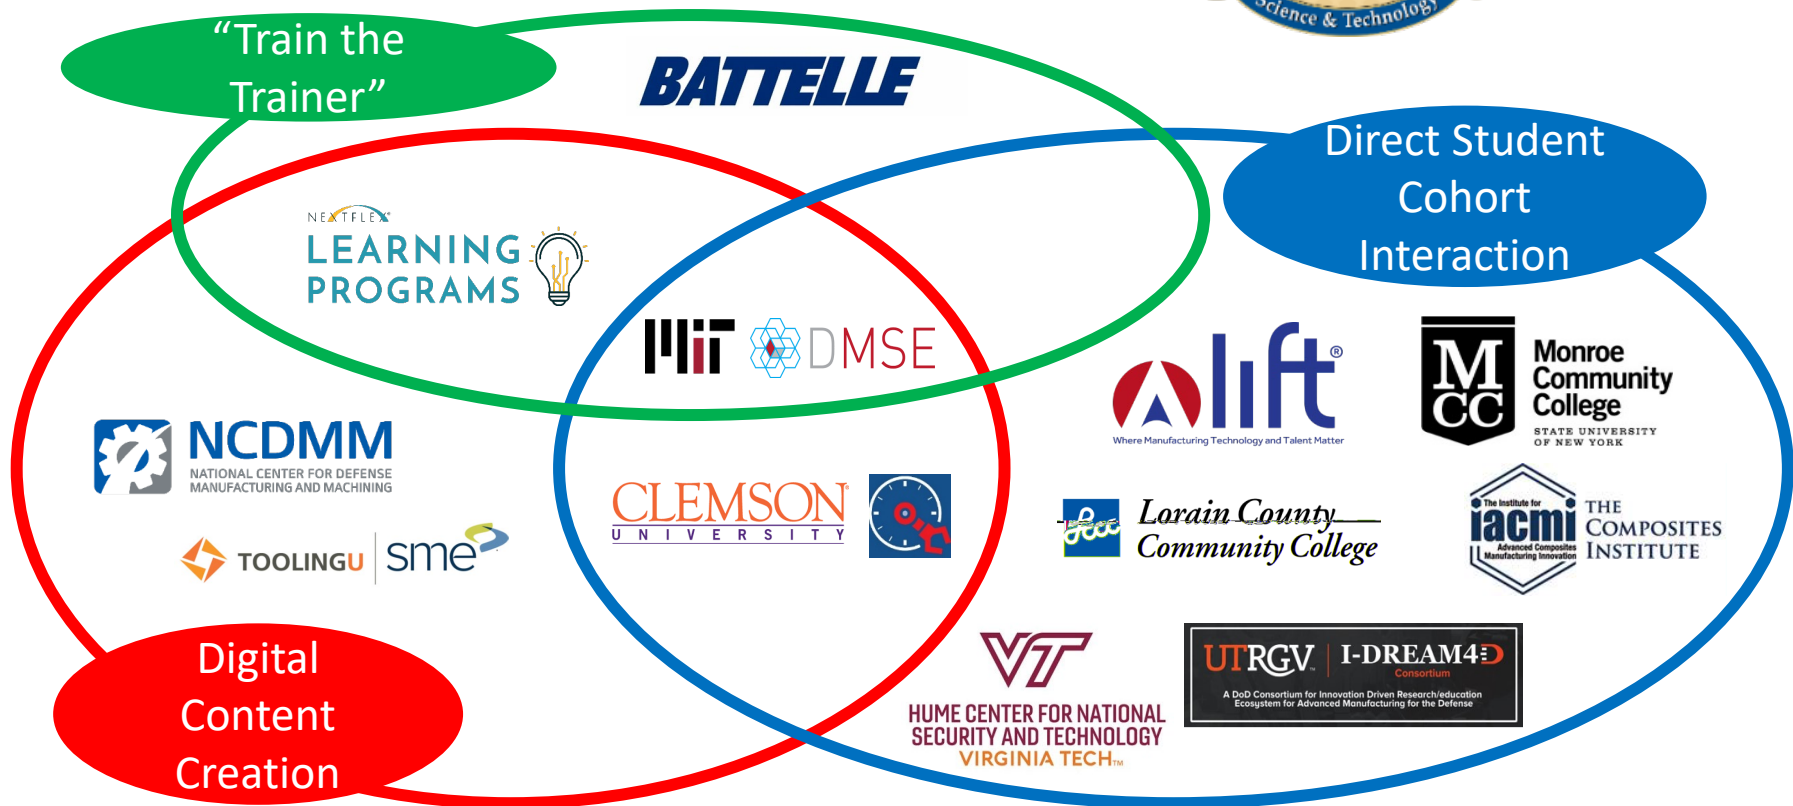 Science & Technology
“Train the
Trainer”
BATTELLE
Direct Student
Cohort
Interaction
NEXTFLEX®
LEARNING
PROGRAMS
MIT DMSE
lift®
Where Manufacturing Technology and Talent Matter
MCC
Monroe
Community
College
STATE UNIVERSITY
OF NEW YORK
NCDMM
NATIONAL CENTER FOR DEFENSE
MANUFACTURING AND MACHINING
TOOLINGU | sme
CLEMSON®
UNIVERSITY
lccc
Lorain County
Community College
The Institute for
iacmi
Advanced Composites
Manufacturing Innovation
THE
COMPOSITES
INSTITUTE
Digital
Content
Creation
VT
HUME CENTER FOR NATIONAL
SECURITY AND TECHNOLOGY
VIRGINIA TECH™
UTRGV™ | I-DREAM4D
Consortium
A DoD Consortium for Innovation Driven Research/education
Ecosystem for Advanced Manufacturing for the Defense